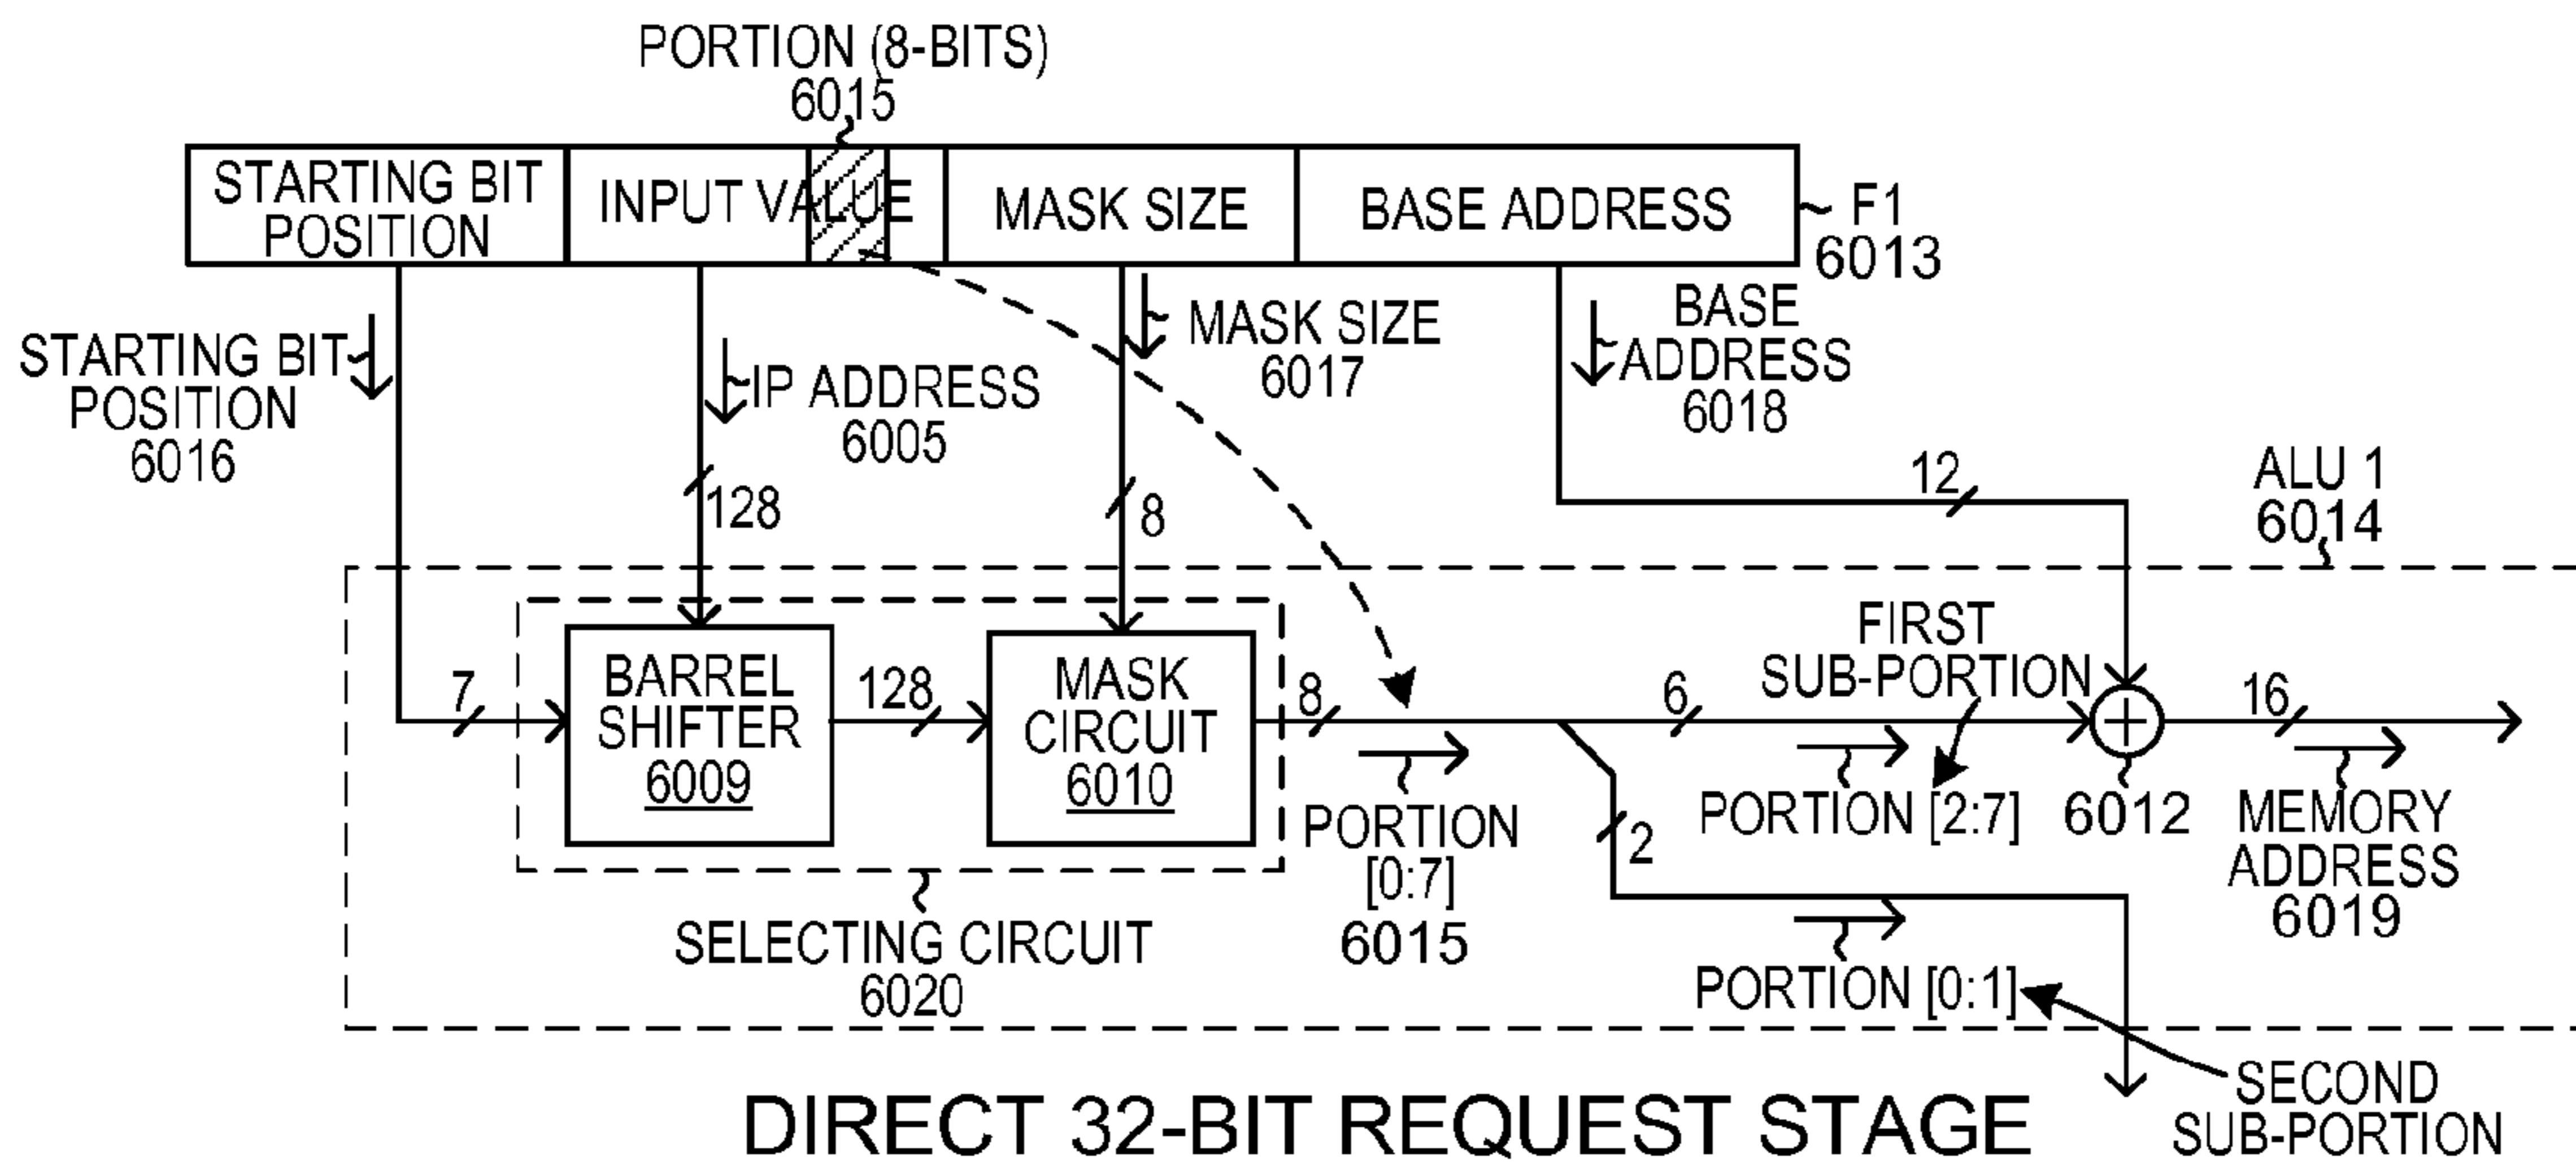 PORTION (8-BITS)
6015
STARTING BIT
POSITION
INPUT VALUE
MASK SIZE
BASE ADDRESS
F1
6013
STARTING BIT
POSITION
6016
IP ADDRESS
6005
MASK SIZE
6017
BASE
ADDRESS
6018
128
8
12
ALU 1
6014
7
BARREL
SHIFTER
6009
128
MASK
CIRCUIT
6010
8
6
FIRST
SUB-PORTION
16
PORTION
[0:7]
6015
2
PORTION [2:7]
6012
MEMORY
ADDRESS
6019
SELECTING CIRCUIT
6020
PORTION [0:1]
SECOND
SUB-PORTION
DIRECT 32-BIT REQUEST STAGE